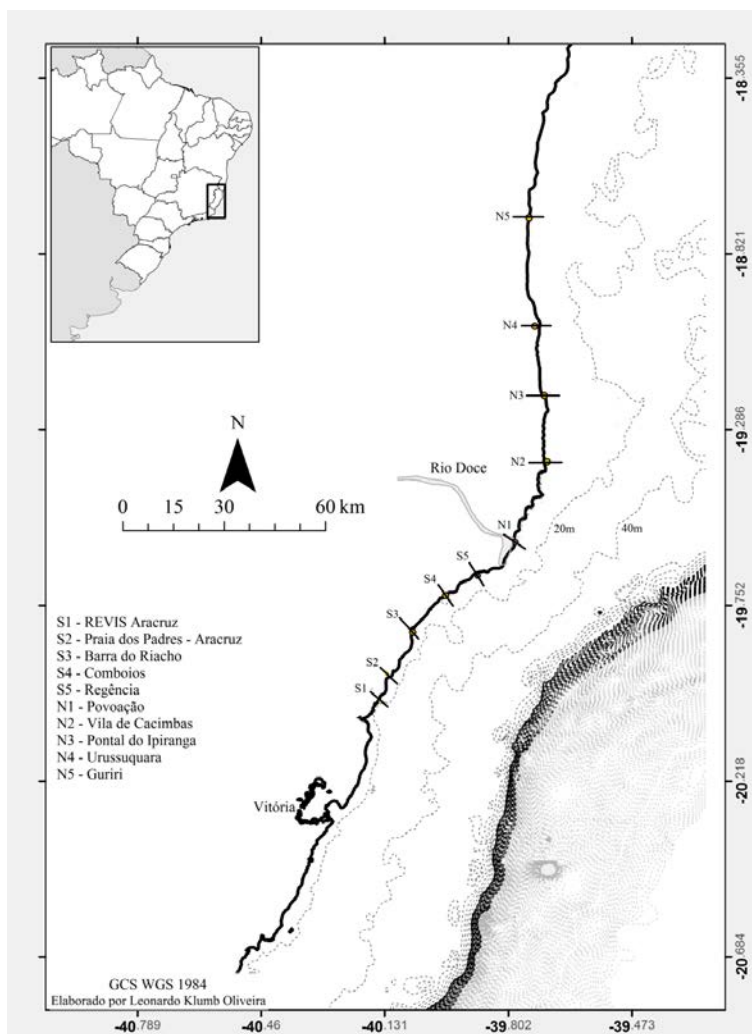 -18.355
N5
-18.821
N4
N3
-19.286
N
N2
Rio Doce
0 15 30 60 km
N1
20m
40m
S5
S4
-19.752
S3
S1 - REVIS Aracruz
S2 - Praia dos Padres - Aracruz
S3 - Barra do Riacho
S4 - Comboios
S5 - Regência
N1 - Povoação
N2 - Vila de Cacimbas
N3 - Pontal do Ipiranga
N4 - Urussuquara
N5 - Guriri
S2
S1
-20.218
Vitória
-20.684
GCS WGS 1984
Elaborado por Leonardo Klumb Oliveira
-40.789 -40.46 -40.131 -39.802 -39.473